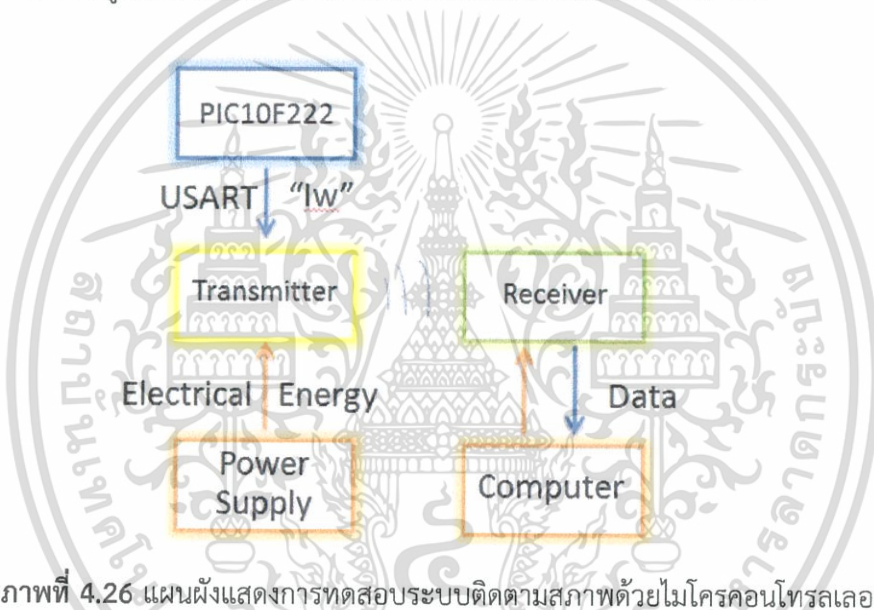 PIC10F222
USART "lw"
Transmitter
Receiver
Electrical Energy
Data
Power
Supply
Computer
ภาพที่ 4.26 แผนผังแสดงการทดสอบระบบติดตามสภาพด้วยไมโครคอนโทรลเลอ